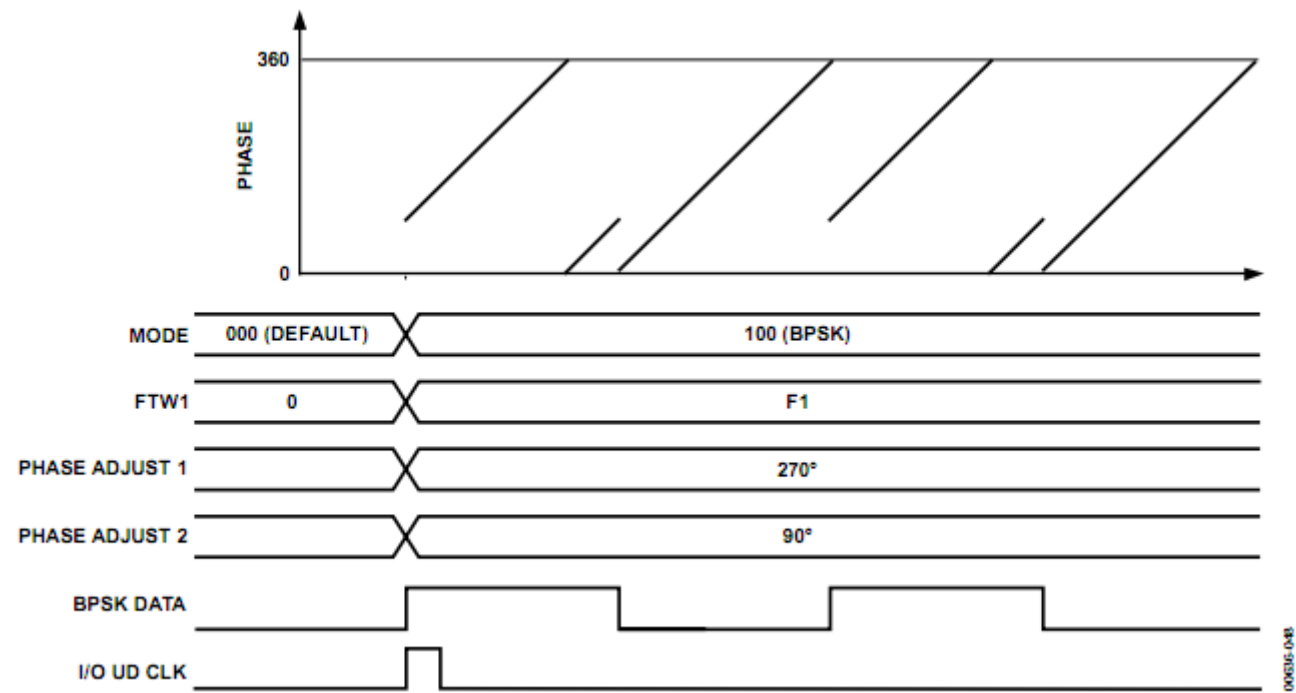 360
PHASE
0
MODE 000 (DEFAULT) 100 (BPSK)
FTW1 0 F1
PHASE ADJUST 1 270°
PHASE ADJUST 2 90°
BPSK DATA
I/O UD CLK
00636-048